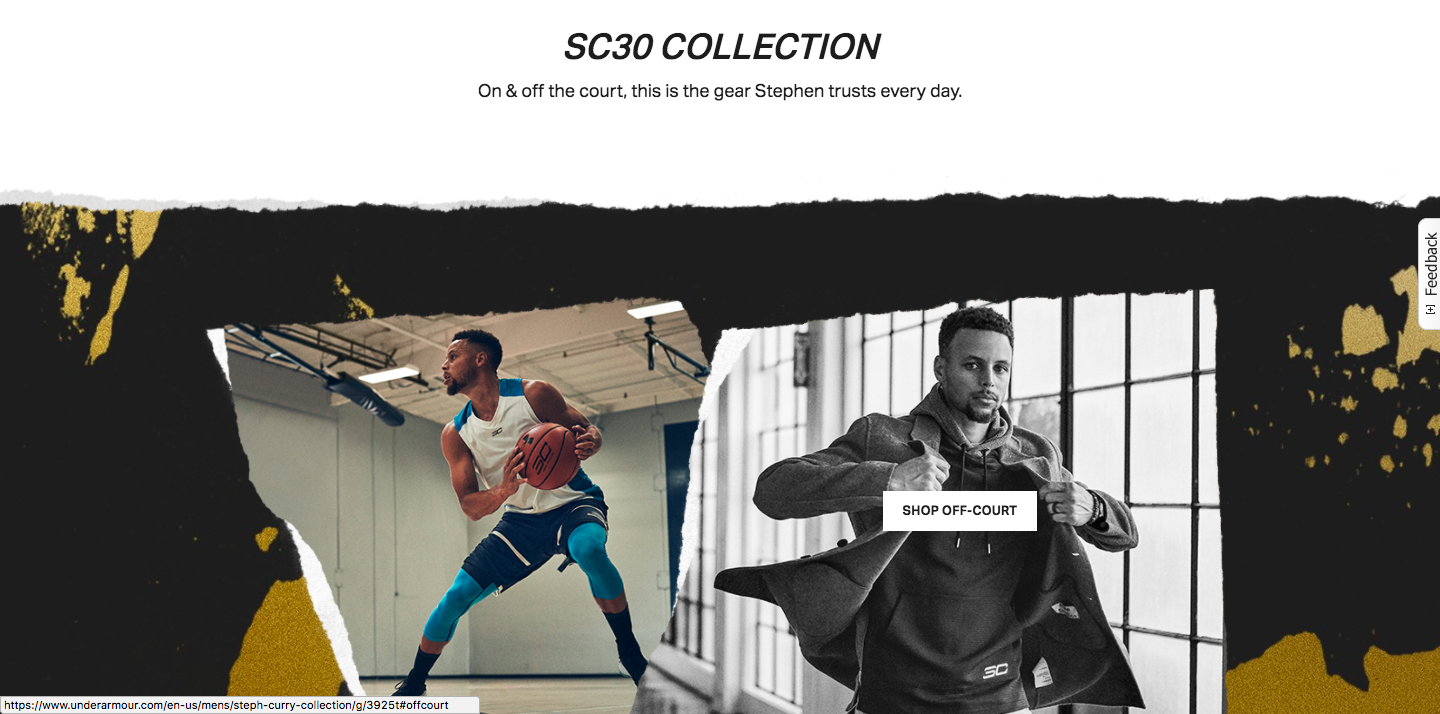 SC30 COLLECTION
On & off the court, this is the gear Stephen trusts every day.
Feedback
SHOP OFF-COURT
https://www.underarmour.com/en-us/mens/steph-curry-collection/g/3925t#offcourt